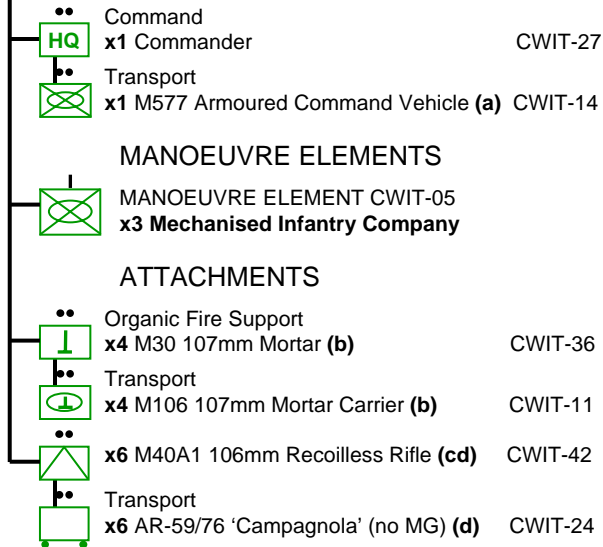 Command
HQ x1 Commander CWIT-27
Transport
x1 M577 Armoured Command Vehicle (a) CWIT-14
MANOEUVRE ELEMENTS
MANOEUVRE ELEMENT CWIT-05
x3 Mechanised Infantry Company
ATTACHMENTS
Organic Fire Support
x4 M30 107mm Mortar (b) CWIT-36
Transport
x4 M106 107mm Mortar Carrier (b) CWIT-11
x6 M40A1 106mm Recoilless Rifle (cd) CWIT-42
Transport
x6 AR-59/76 ‘Campagnola’ (no MG) (d) CWIT-24